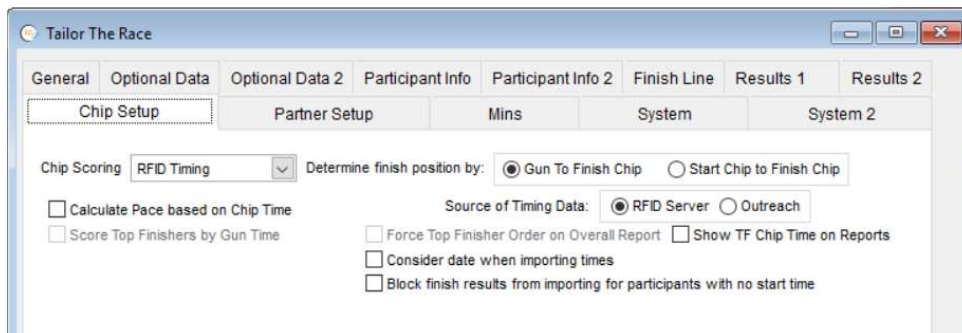 Tailor The Race
General Optional Data Optional Data 2 Participant Info Participant Info 2 Finish Line Results 1 Results 2
Chip Setup Partner Setup Mins System System 2
Chip Scoring RFID Timing Determine finish position by: Gun To Finish Chip Start Chip to Finish Chip
Calculate Pace based on Chip Time Source of Timing Data: RFID Server Outreach
Score Top Finishers by Gun Time Force Top Finisher Order on Overall Report Show TF Chip Time on Reports
Consider date when importing times
Block finish results from importing for participants with no start time